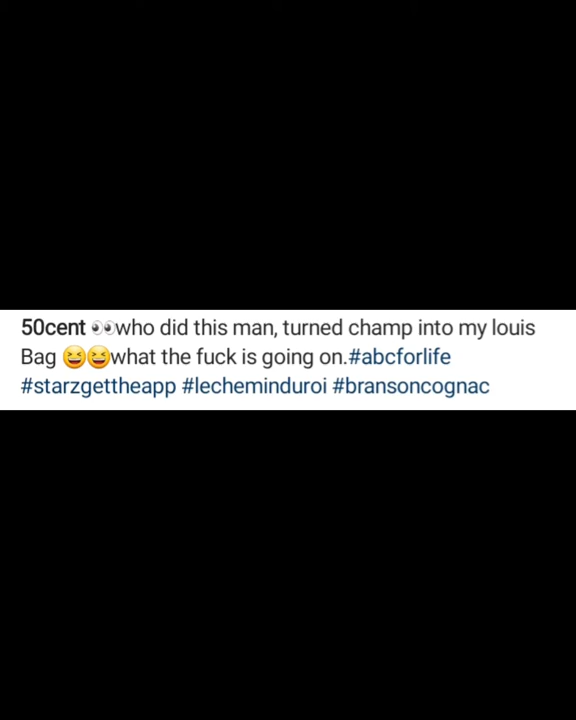 50cent 👀who did this man, turned champ into my louis
Bag 😆😆what the fuck is going on.#abcforlife
#starzgettheapp #lecheminduroi #bransoncognac